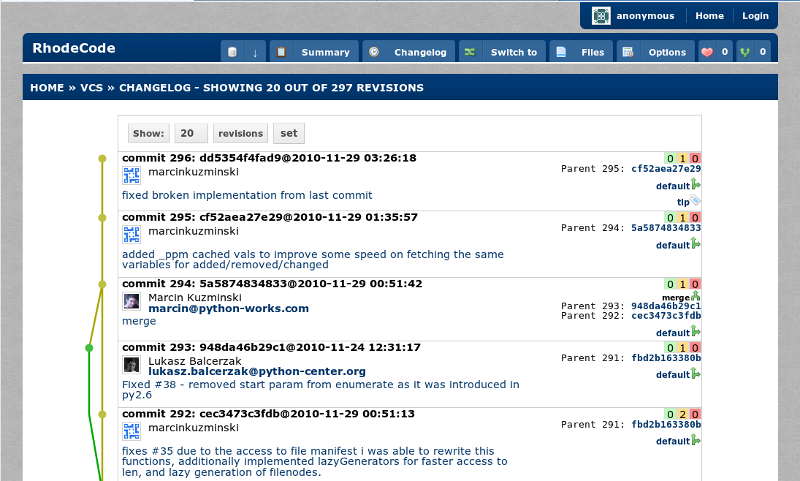 anonymous Home Login
RhodeCode
↓ Summary Changelog Switch to Files Options 0 0
HOME » VCS » CHANGELOG - SHOWING 20 OUT OF 297 REVISIONS
Show: 20 revisions set
commit 296: dd5354f4fad9@2010-11-29 03:26:18
0 1 0
marcinkuzminski
Parent 295: cf52aea27e29
default
fixed broken implementation from last commit
tip
commit 295: cf52aea27e29@2010-11-29 01:35:57
0 1 0
marcinkuzminski
Parent 294: 5a5874834833
default
added _ppm cached vals to improve some speed on fetching the same
variables for added/removed/changed
commit 294: 5a5874834833@2010-11-29 00:51:42
0 1 0
merge
Marcin Kuzminski
Parent 293: 948da46b29c1
marcin@python-works.com
Parent 292: cec3473c3fdb
merge
default
commit 293: 948da46b29c1@2010-11-24 12:31:17
0 1 0
Lukasz Balcerzak
Parent 291: fbd2b163380b
lukasz.balcerzak@python-center.org
default
Fixed #38 - removed start param from enumerate as it was introduced in
py2.6
commit 292: cec3473c3fdb@2010-11-29 00:51:13
0 2 0
marcinkuzminski
Parent 291: fbd2b163380b
default
fixes #35 due to the access to file manifest i was able to rewrite this
functions, additionally implemented lazyGenerators for faster access to
len, and lazy generation of filenodes.